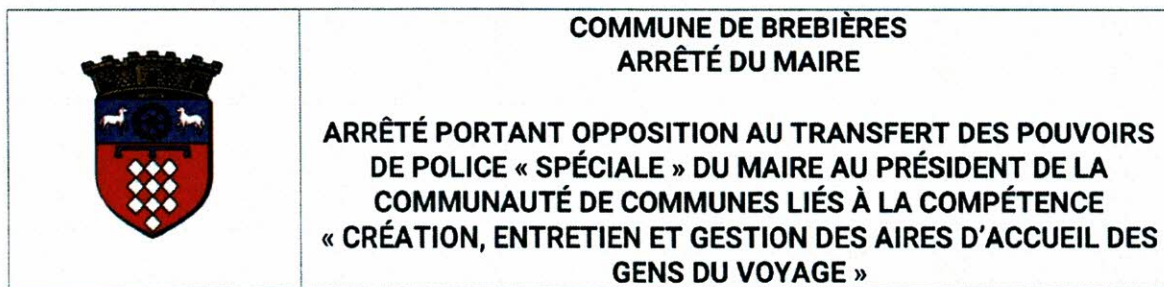 COMMUNE DE BREBIÈRES
ARRÊTÉ DU MAIRE
ARRÊTÉ PORTANT OPPOSITION AU TRANSFERT DES POUVOIRS
DE POLICE « SPÉCIALE » DU MAIRE AU PRÉSIDENT DE LA
COMMUNAUTÉ DE COMMUNES LIÉS À LA COMPÉTENCE
« CRÉATION, ENTRETIEN ET GESTION DES AIRES D'ACCUEIL DES
GENS DU VOYAGE »